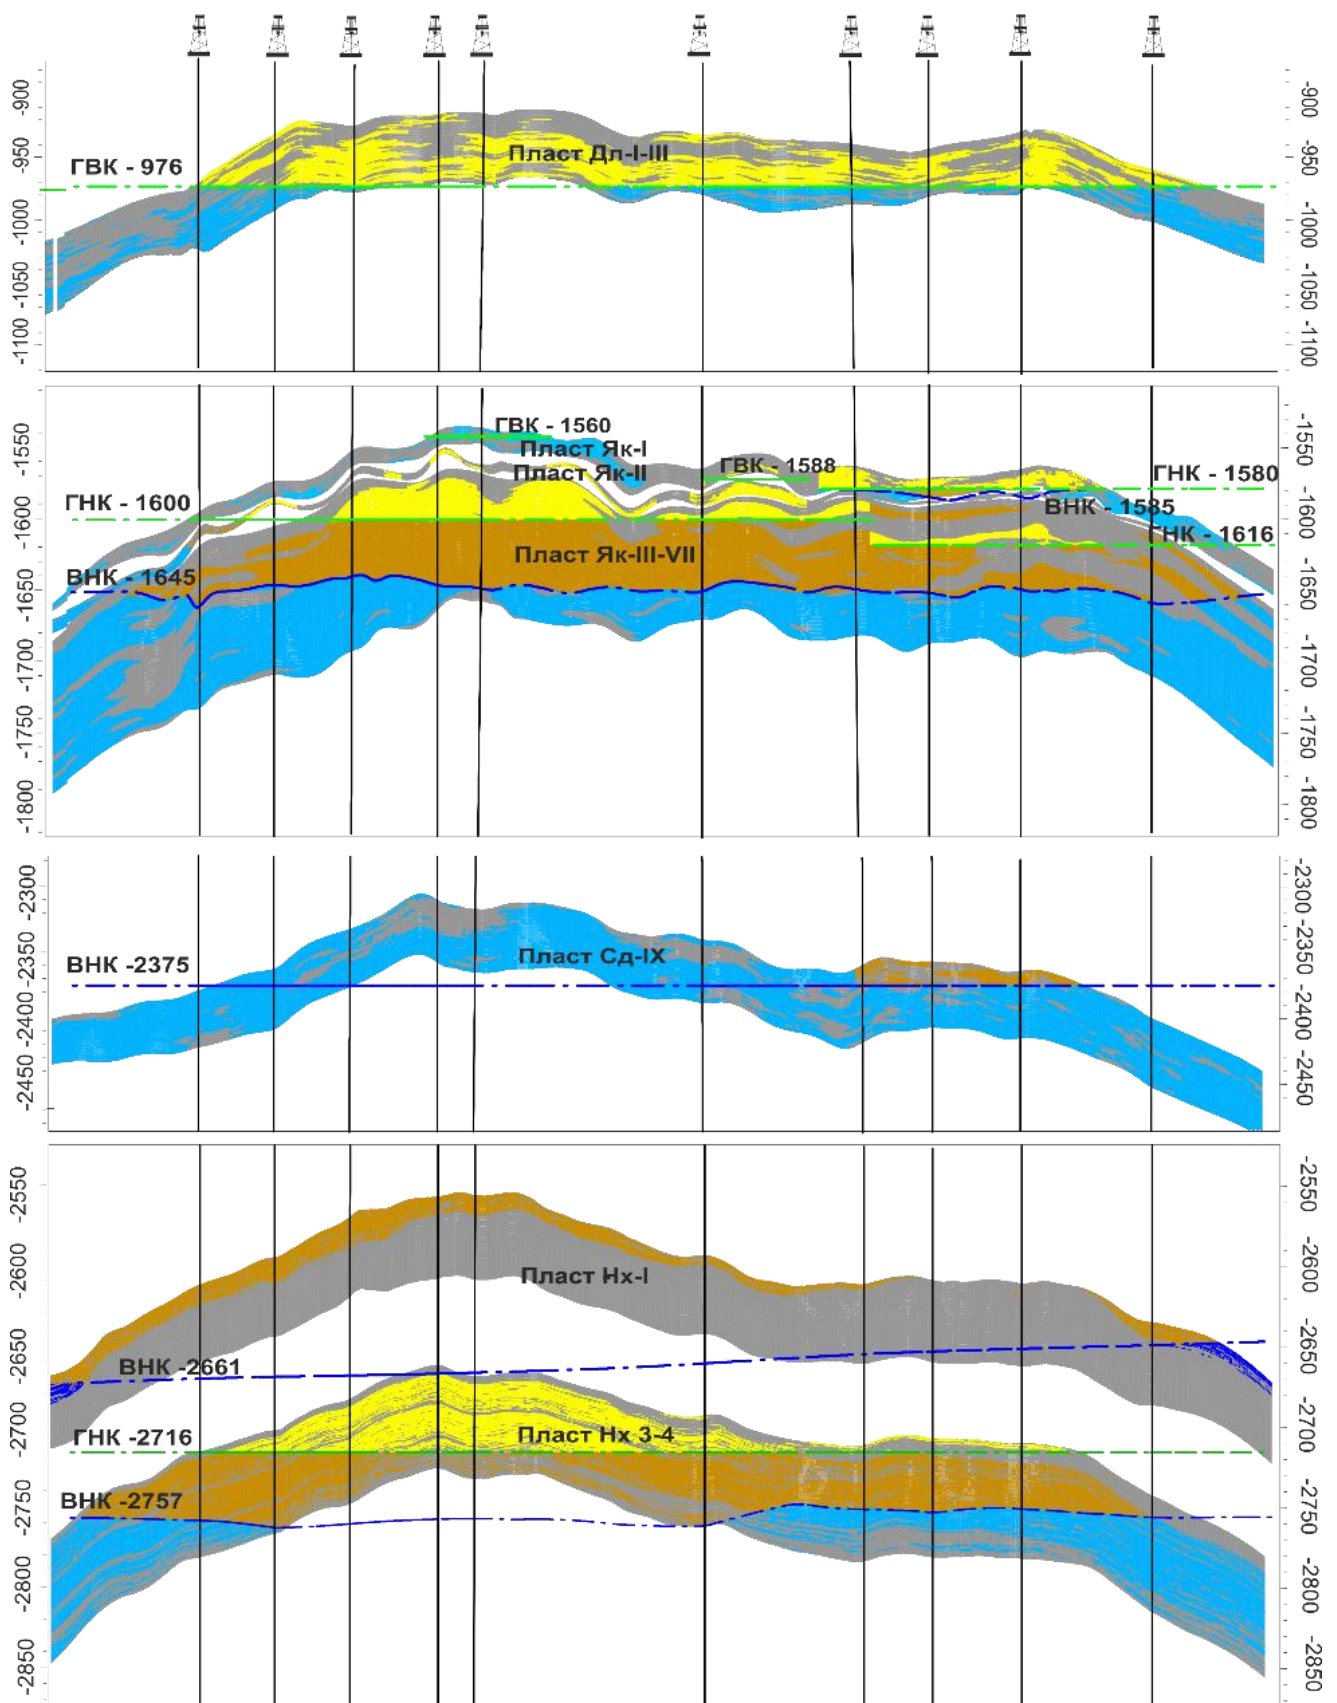 -900
-950
-1000
-1050
-1100
ГВК - 976
Пласт Дл-I-III
-900
-950
-1000
-1050
-1100
-1550
-1600
-1650
-1700
-1750
-1800
ГВК - 1560
Пласт Як-I
Пласт Як-II
ГВК - 1588
ГНК - 1580
ГНК - 1600
ВНК - 1585
ГНК - 1616
Пласт Як-III-VII
ВНК - 1645
-1550
-1600
-1650
-1700
-1750
-1800
-2300
-2350
-2400
-2450
ВНК -2375
Пласт Сд-IX
-2300
-2350
-2400
-2450
-2550
-2600
-2650
-2700
-2750
-2800
-2850
Пласт Нх-I
ВНК -2661
ГНК -2716
Пласт Нх 3-4
ВНК -2757
-2550
-2600
-2650
-2700
-2750
-2800
-2850